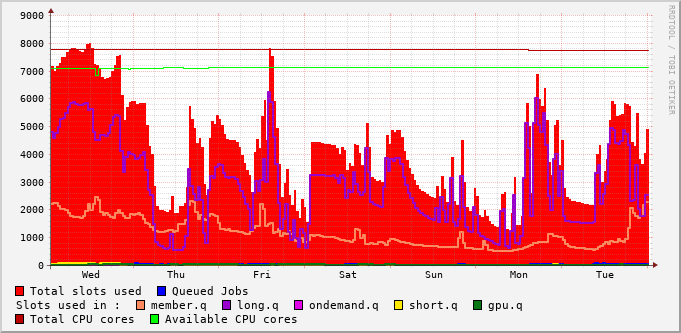 9000
8000
7000
6000
5000
4000
3000
2000
1000
0
Wed Thu Fri Sat Sun Mon Tue
RRDTOOL / TOBI OETIKER
Total slots used Queued Jobs
Slots used in : member.q long.q ondemand.q short.q gpu.q
Total CPU cores Available CPU cores